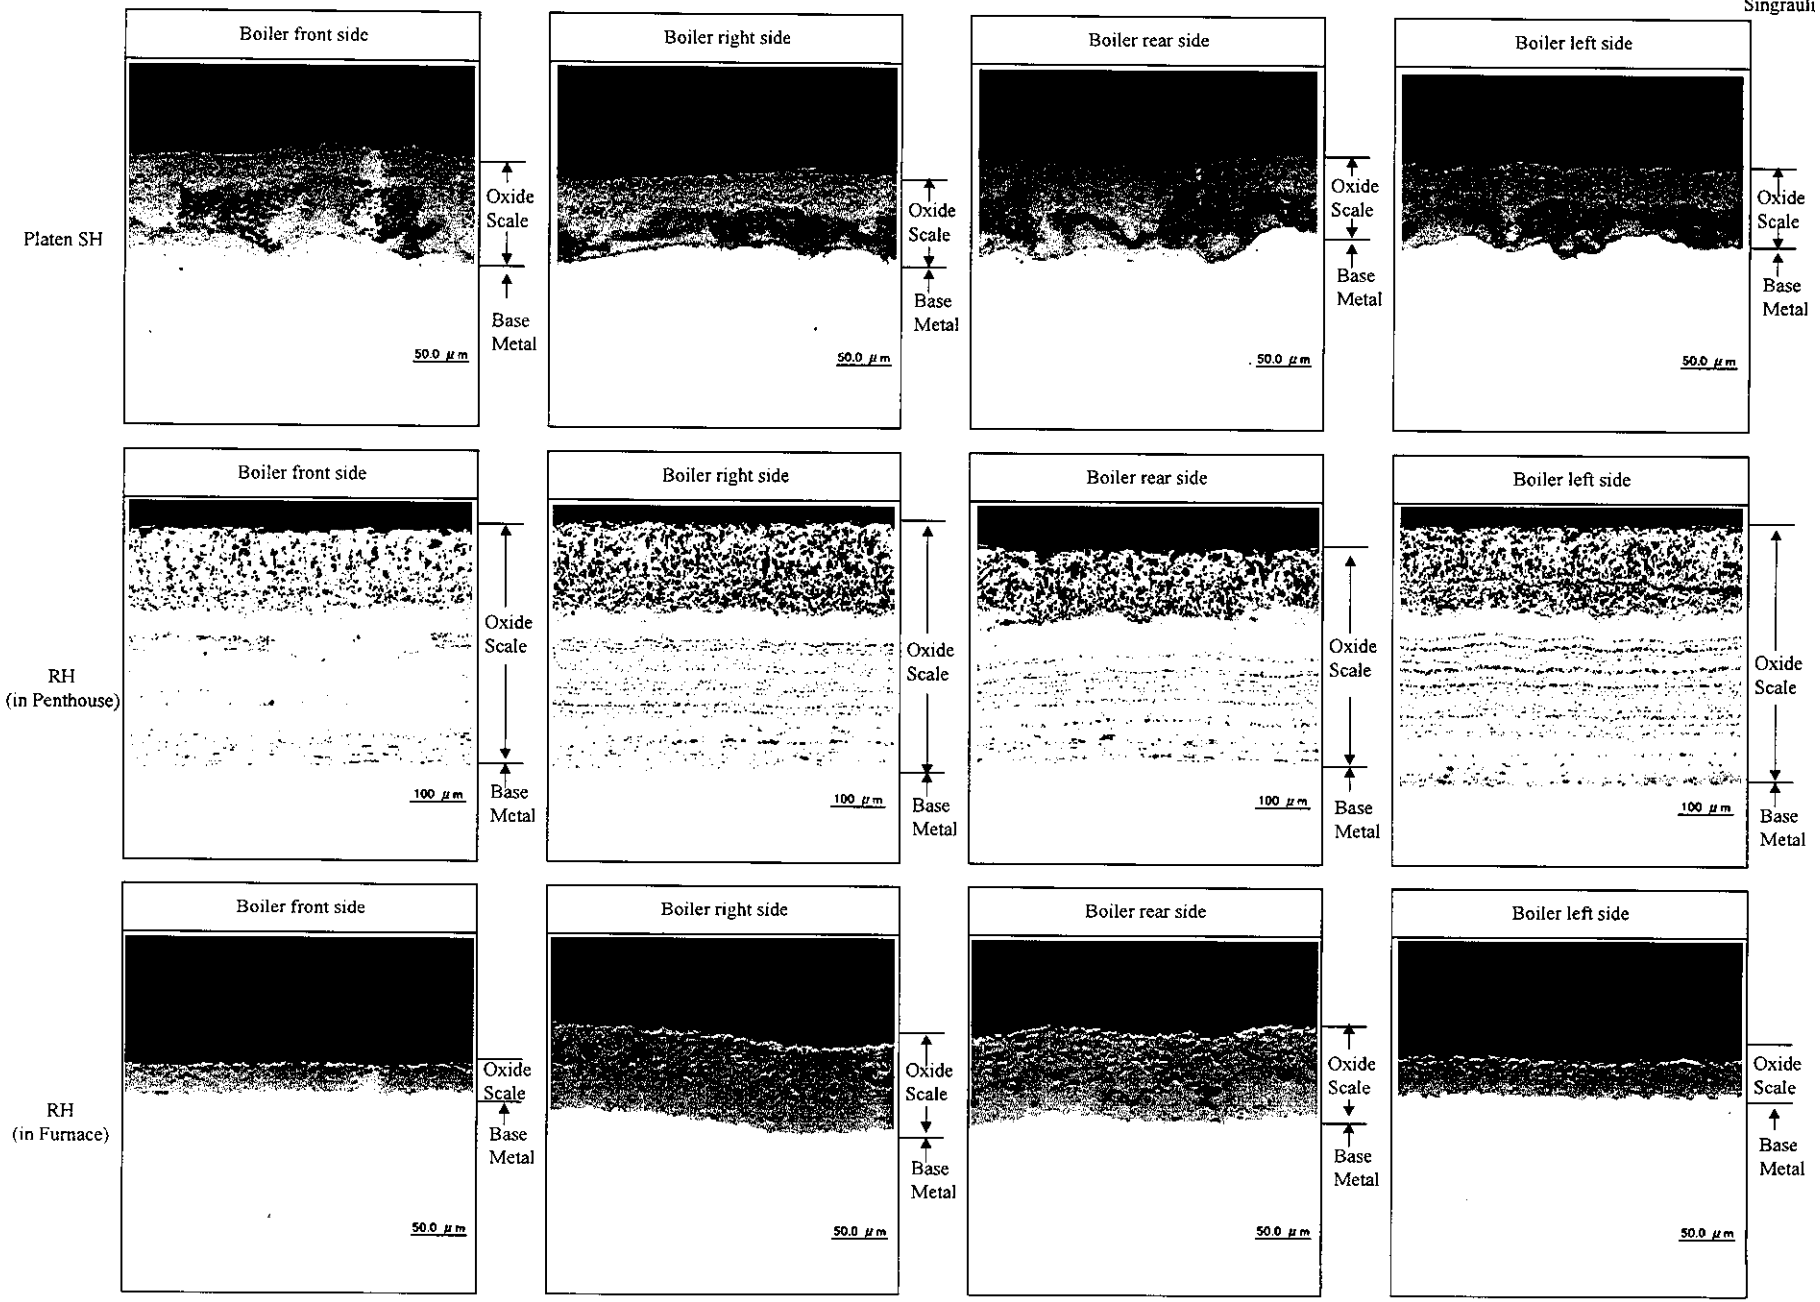 Singrauli
Boiler front side
Boiler right side
Boiler rear side
Boiler left side
Platen SH
Oxide
Scale
Base
Metal
50.0 μm
Oxide
Scale
Base
Metal
50.0 μm
Oxide
Scale
Base
Metal
50.0 μm
Oxide
Scale
Base
Metal
50.0 μm
Boiler front side
Boiler right side
Boiler rear side
Boiler left side
RH
(in Penthouse)
Oxide
Scale
Base
Metal
100 μm
Oxide
Scale
Base
Metal
100 μm
Oxide
Scale
Base
Metal
100 μm
Oxide
Scale
Base
Metal
100 μm
Boiler front side
Boiler right side
Boiler rear side
Boiler left side
RH
(in Furnace)
Oxide
Scale
Base
Metal
50.0 μm
Oxide
Scale
Base
Metal
50.0 μm
Oxide
Scale
Base
Metal
50.0 μm
Oxide
Scale
Base
Metal
50.0 μm